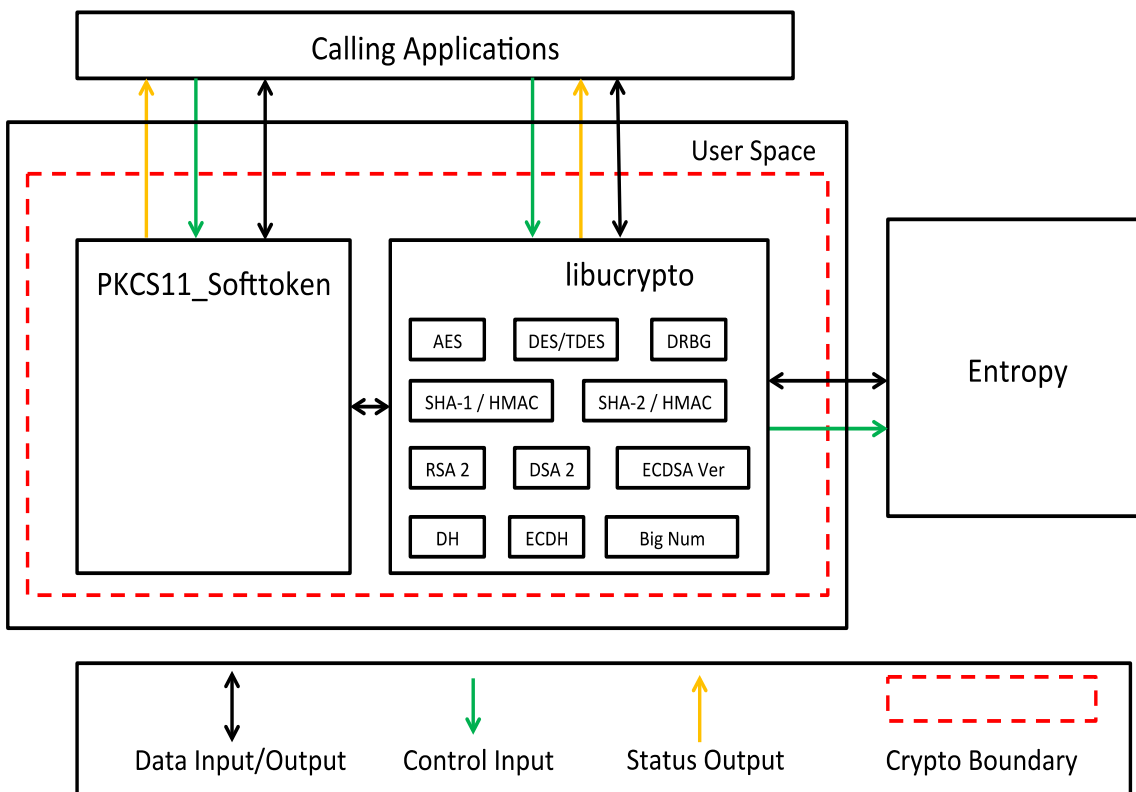 Calling Applications
User Space
PKCS11_Softtoken
libucrypto
AES
DES/TDES
DRBG
SHA-1 / HMAC
SHA-2 / HMAC
RSA 2
DSA 2
ECDSA Ver
DH
ECDH
Big Num
Entropy
Data Input/Output
Control Input
Status Output
Crypto Boundary